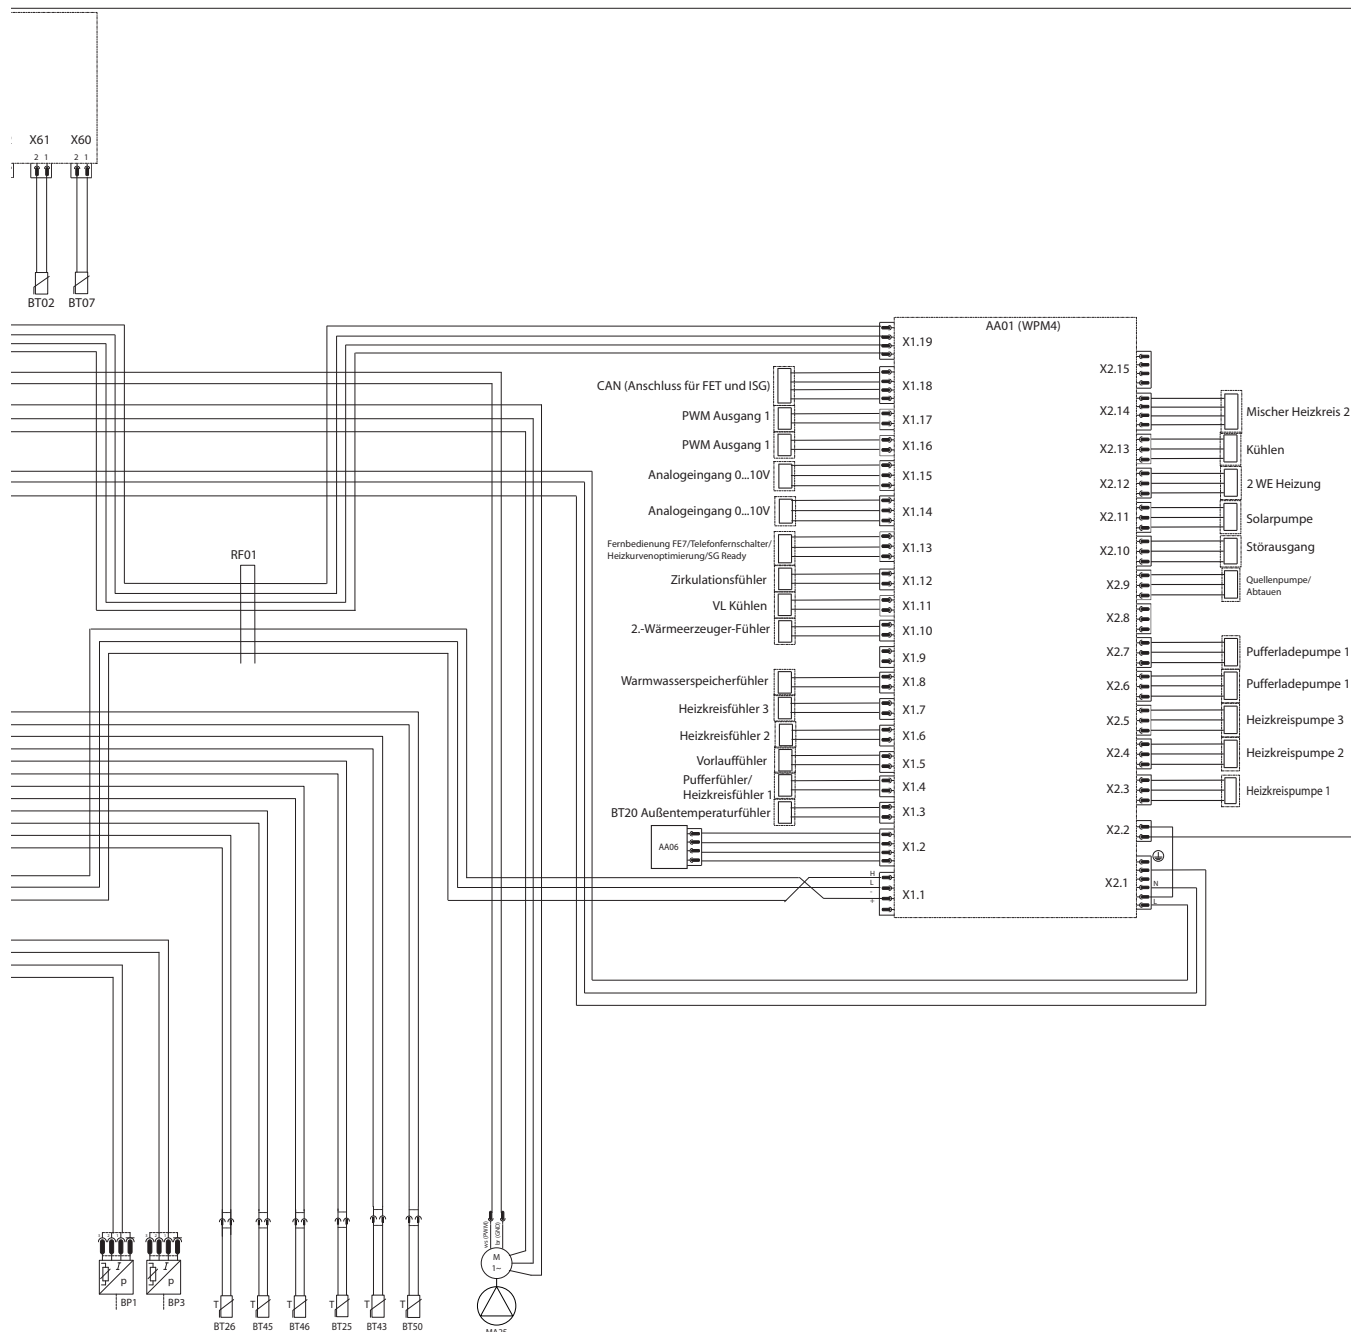 X61 X60
2 1 2 1
BT02 BT07
AA01 (WPM4)
X1.19
X2.15
CAN (Anschluss für FET und ISG)
X1.18
X2.14
Mischer Heizkreis 2
PWM Ausgang 1
X1.17
PWM Ausgang 1
X1.16
X2.13
Kühlen
Analogeingang 0...10V
X1.15
X2.12
2 WE Heizung
Analogeingang 0...10V
X1.14
X2.11
Solarpumpe
RF01
Fernbedienung FE7/Telefonfernschalter/
Heizkurvenoptimierung/SG Ready
X1.13
X2.10
Störausgang
Zirkulationsfühler
X1.12
X2.9
Quellenpumpe/
Abtauen
VL Kühlen
X1.11
X2.8
2.-Wärmeerzeuger-Fühler
X1.10
X1.9
X2.7
Pufferladepumpe 1
Warmwasserspeicherfühler
X1.8
X2.6
Pufferladepumpe 1
Heizkreisfühler 3
X1.7
X2.5
Heizkreispumpe 3
Heizkreisfühler 2
X1.6
X2.4
Heizkreispumpe 2
Vorlauffühler
X1.5
Pufferfühler/
Heizkreisfühler 1
X1.4
X2.3
Heizkreispumpe 1
BT20 Außentemperaturfühler
X1.3
X2.2
AA06
X1.2
H
L
-
+
X1.1
X2.1
N
L
ws (PWM)
br (GND)
M
1~
I
p
BP1
I
p
BP3
T T T T T T
BT26 BT45 BT46 BT25 BT43 BT50